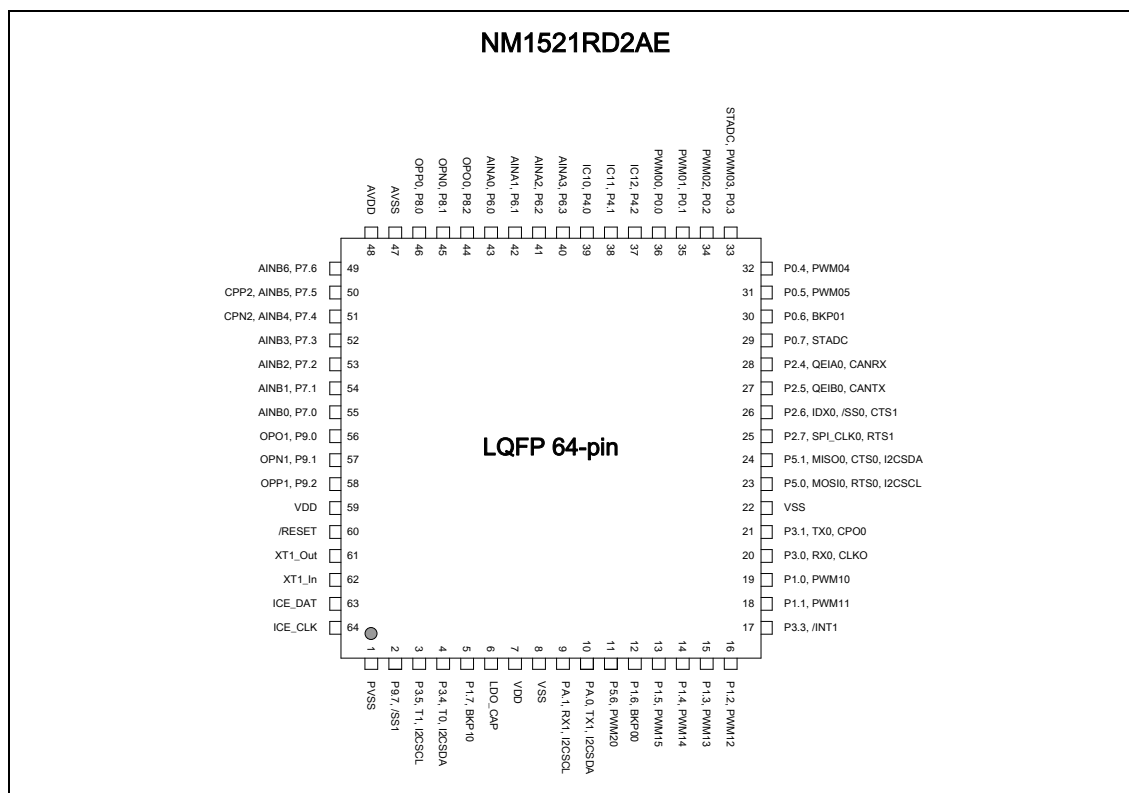 NM1521RD2AE
AVDD
AVSS
OPP0, P8.0
OPN0, P8.1
OPO0, P8.2
AINA0, P6.0
AINA1, P6.1
AINA2, P6.2
AINA3, P6.3
IC10, P4.0
IC11, P4.1
IC12, P4.2
PWM00, P0.0
PWM01, P0.1
PWM02, P0.2
STADC, PWM03, P0.3
48
47
46
45
44
43
42
41
40
39
38
37
36
35
34
33
AINB6, P7.6 49
CPP2, AINB5, P7.5 50
CPN2, AINB4, P7.4 51
AINB3, P7.3 52
AINB2, P7.2 53
AINB1, P7.1 54
AINB0, P7.0 55
OPO1, P9.0 56
OPN1, P9.1 57
OPP1, P9.2 58
VDD 59
/RESET 60
XT1_Out 61
XT1_In 62
ICE_DAT 63
ICE_CLK 64
LQFP 64-pin
32 P0.4, PWM04
31 P0.5, PWM05
30 P0.6, BKP01
29 P0.7, STADC
28 P2.4, QEIA0, CANRX
27 P2.5, QEIB0, CANTX
26 P2.6, IDX0, /SS0, CTS1
25 P2.7, SPI_CLK0, RTS1
24 P5.1, MISO0, CTS0, I2CSDA
23 P5.0, MOSI0, RTS0, I2CSCL
22 VSS
21 P3.1, TX0, CPO0
20 P3.0, RX0, CLKO
19 P1.0, PWM10
18 P1.1, PWM11
17 P3.3, /INT1
1
2
3
4
5
6
7
8
9
10
11
12
13
14
15
16
PVSS
P9.7, /SS1
P3.5, T1, I2CSCL
P3.4, T0, I2CSDA
P1.7, BKP10
LDO_CAP
VDD
VSS
PA.1, RX1, I2CSCL
PA.0, TX1, I2CSDA
P5.6, PWM20
P1.6, BKP00
P1.5, PWM15
P1.4, PWM14
P1.3, PWM13
P1.2, PWM12